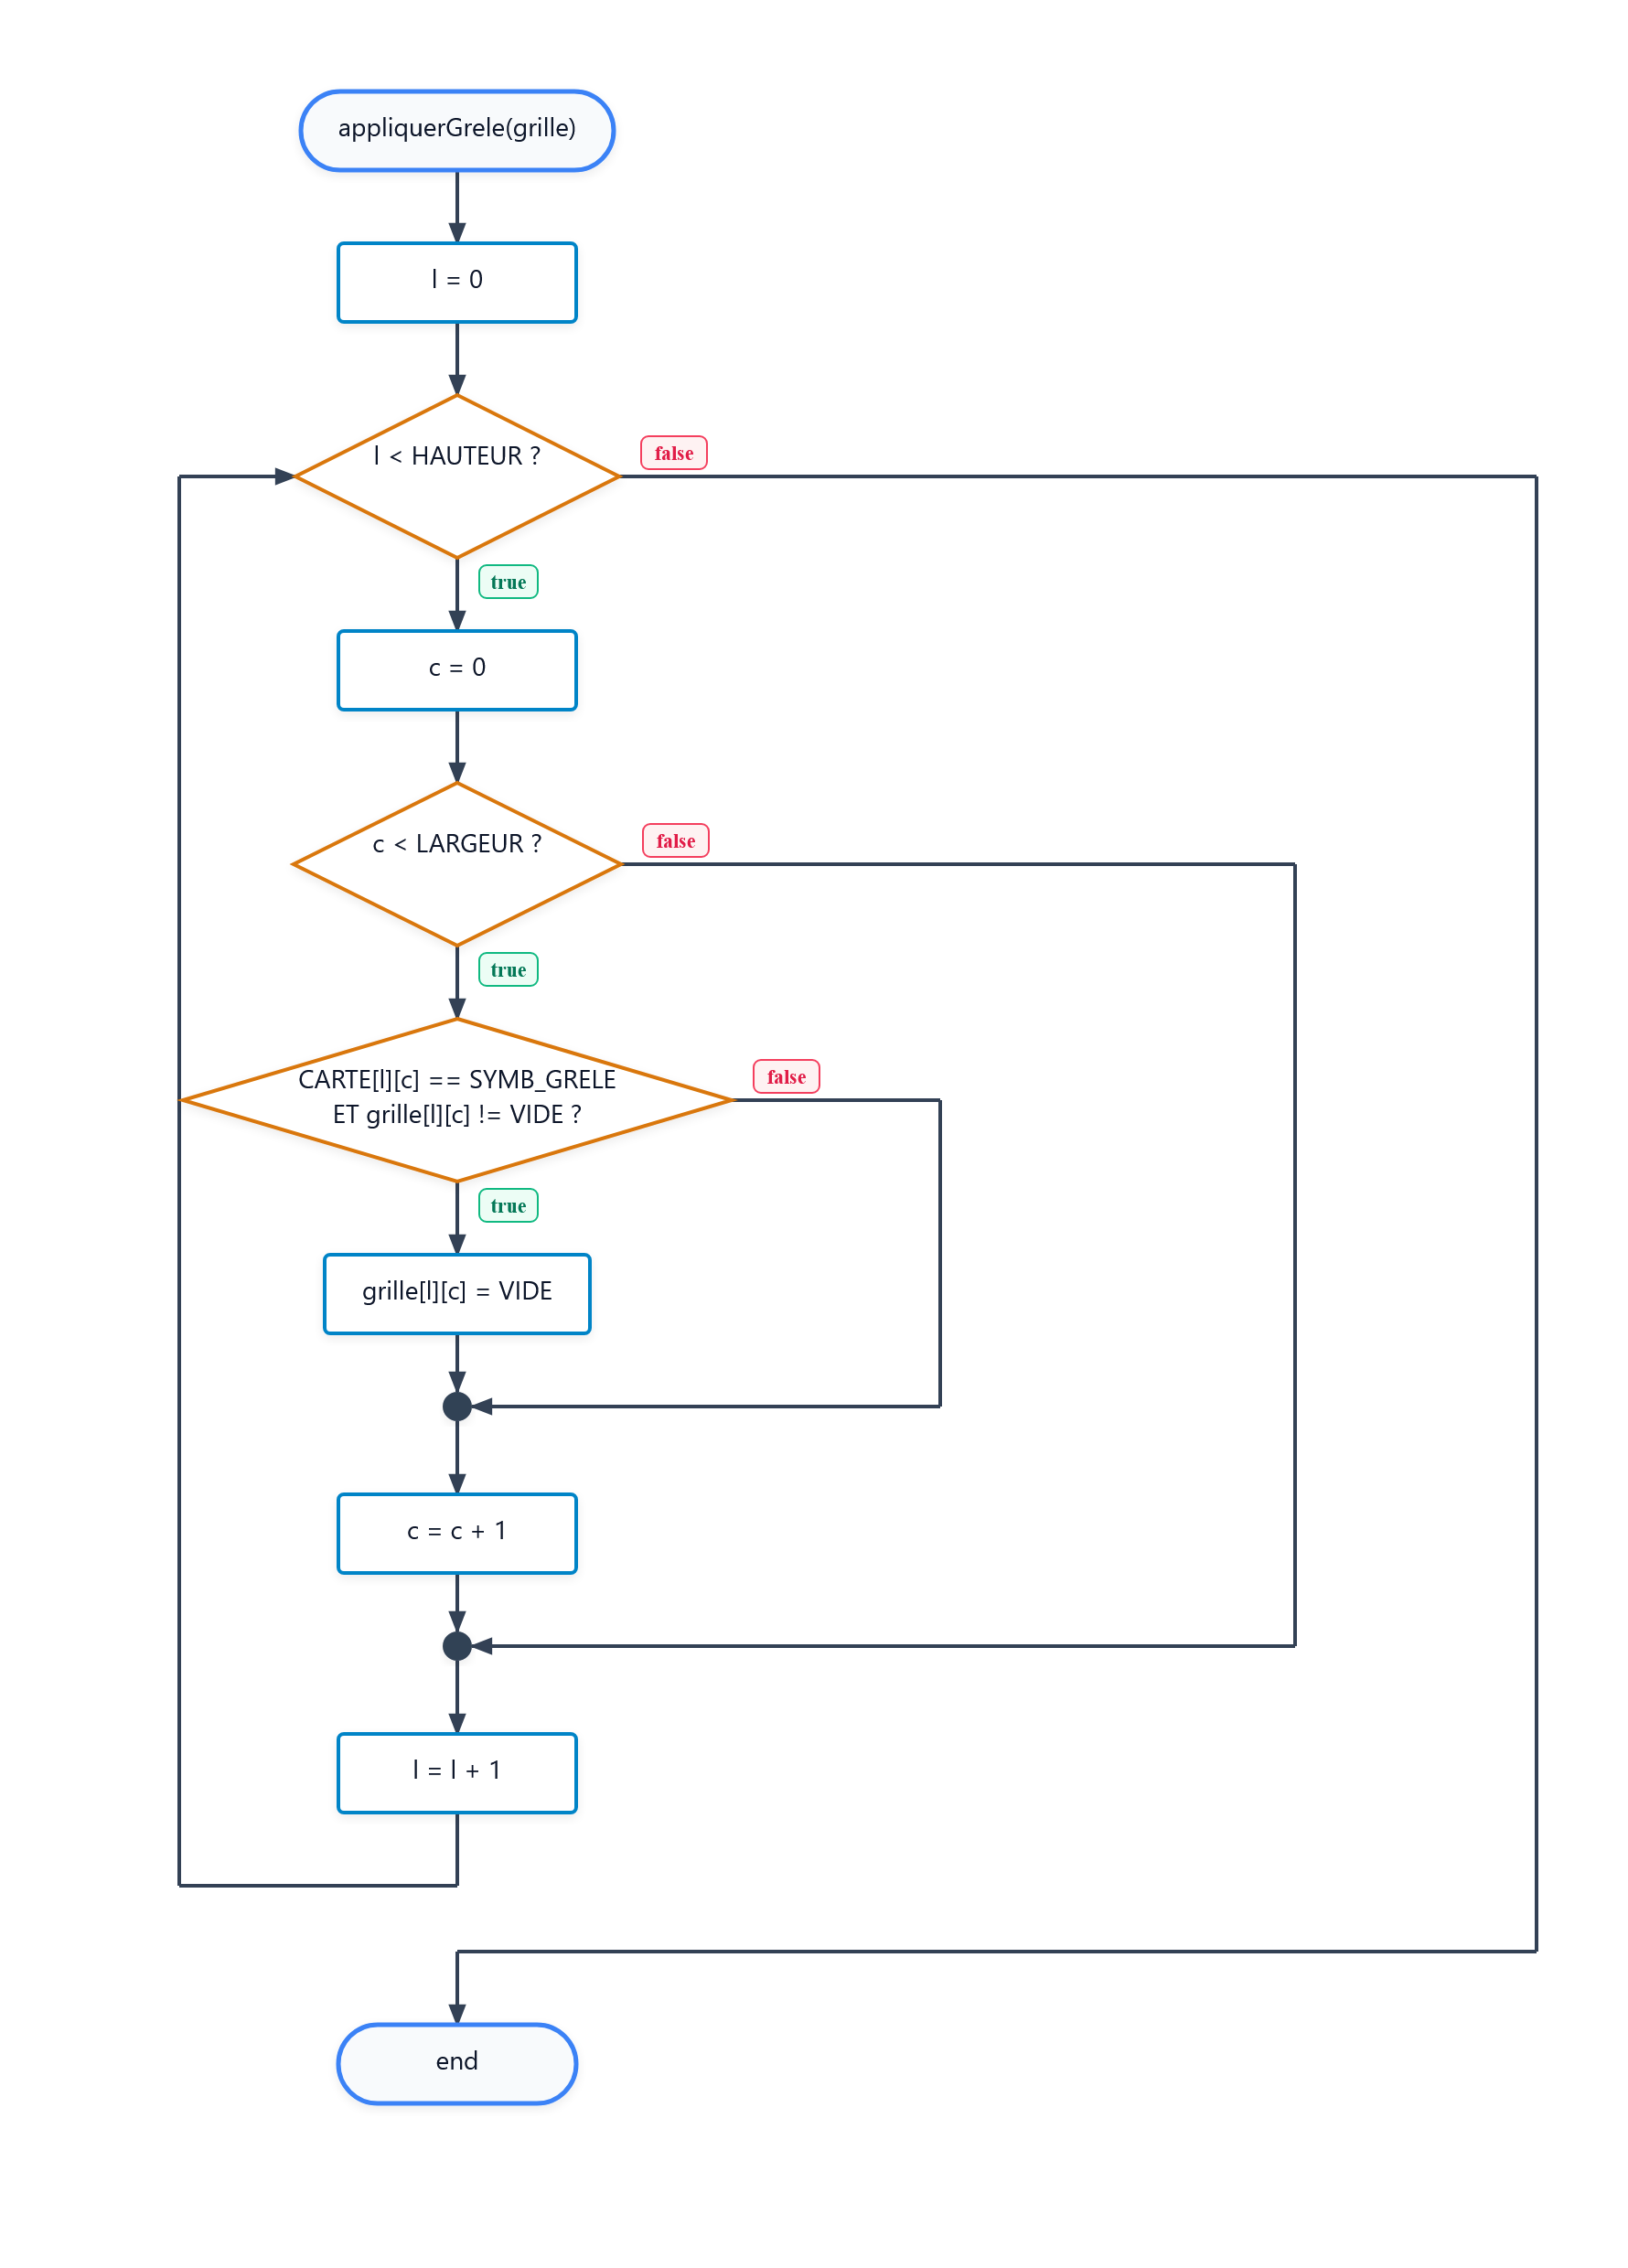 appliquerGrele(grille)
l = 0
l < HAUTEUR ?
false
true
c = 0
c < LARGEUR ?
false
true
CARTE[l][c] == SYMB_GRELE
ET grille[l][c] != VIDE ?
false
true
grille[l][c] = VIDE
c = c + 1
l = l + 1
end